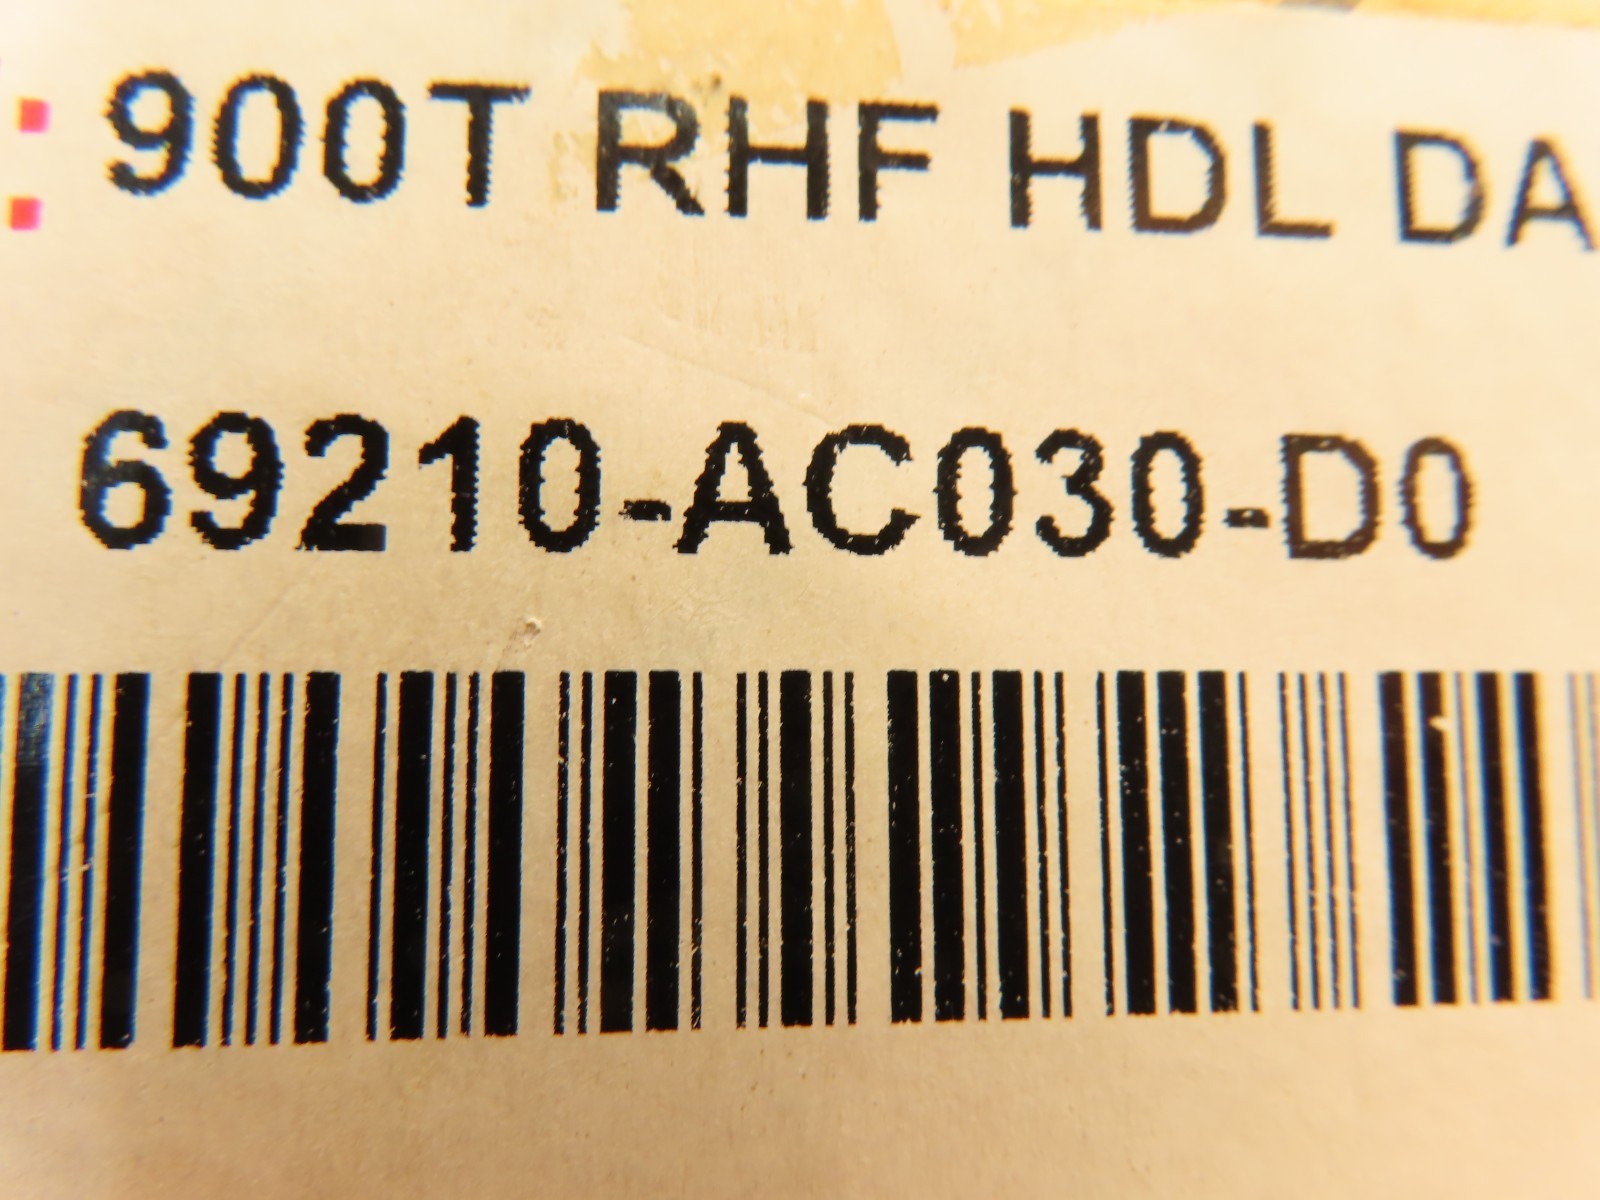 : 900T RHF HDL DA
69210-AC030-D0